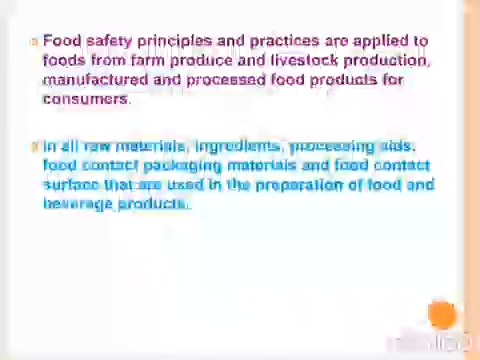 Food safety principles and practices are applied to
foods from farm produce and livestock production,
manufactured and processed food products for
consumers.
In all raw materials, ingredients, processing aids,
food contact packaging materials and food contact
surface that are used in the preparation of food and
beverage products.